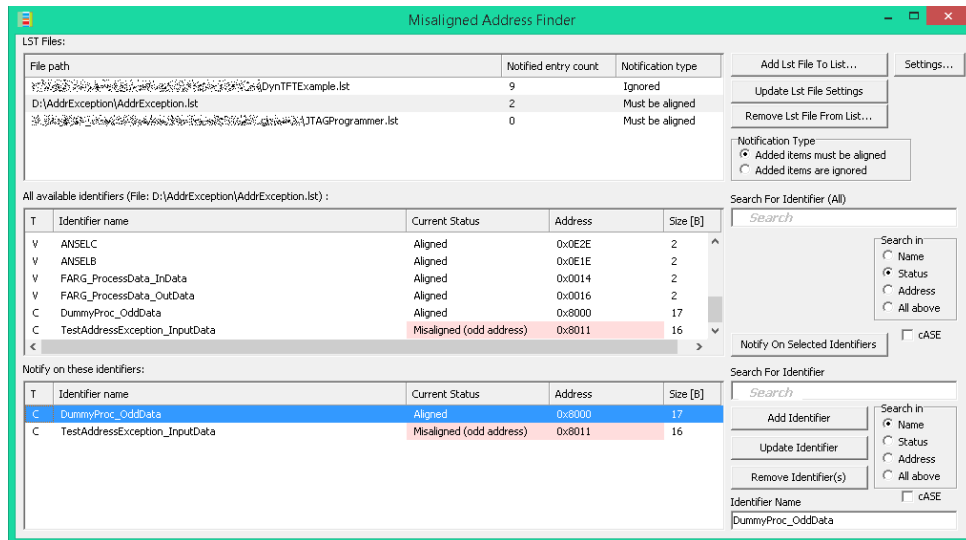 Misaligned Address Finder
LST Files:
File path Notified entry count Notification type
DynTFTExample.lst 9 Ignored
D:\AddrException\AddrException.lst 2 Must be aligned
\JTAGProgrammer.lst 0 Must be aligned
Add Lst File To List... Settings...
Update Lst File Settings
Remove Lst File From List...
Notification Type
Added items must be aligned
Added items are ignored
All available identifiers (File: D:\AddrException\AddrException.lst) :
T Identifier name Current Status Address Size [B]
V ANSELC Aligned 0x0E2E 2
V ANSELB Aligned 0x0E1E 2
V FARG_ProcessData_InData Aligned 0x0014 2
V FARG_ProcessData_OutData Aligned 0x0016 2
C DummyProc_OddData Aligned 0x8000 17
C TestAddressException_InputData Misaligned (odd address) 0x8011 16
Search For Identifier (All)
Search
Search in
Name
Status
Address
All above
cASE
Notify On Selected Identifiers
Notify on these identifiers:
T Identifier name Current Status Address Size [B]
C DummyProc_OddData Aligned 0x8000 17
C TestAddressException_InputData Misaligned (odd address) 0x8011 16
Search For Identifier
Search
Add Identifier
Update Identifier
Remove Identifier(s)
Search in
Name
Status
Address
All above
cASE
Identifier Name
DummyProc_OddData